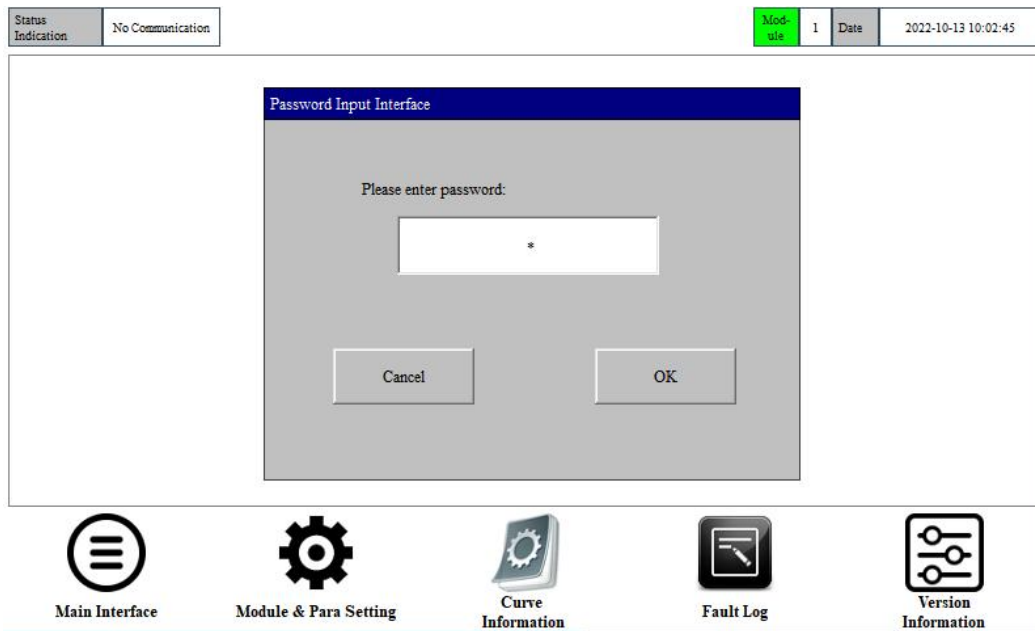 Status
Indication
No Communication
Mod-
ule
1
Date
2022-10-13 10:02:45
Password Input Interface
Please enter password:
*
Cancel
OK
Main Interface
Module & Para Setting
Curve
Information
Fault Log
Version
Information